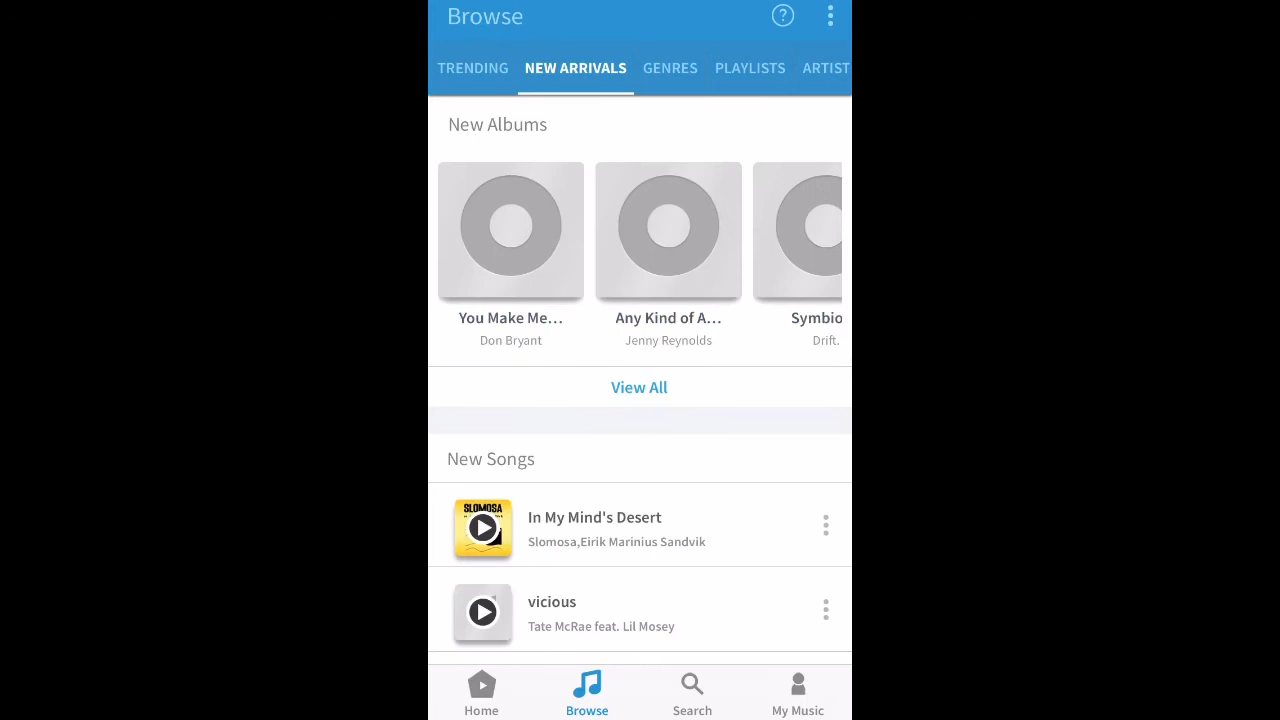 Browse
?
TRENDING NEW ARRIVALS GENRES PLAYLISTS ARTIST
New Albums
You Make Me... Any Kind of A... Symbio
Don Bryant Jenny Reynolds Drift.
View All
New Songs
SLOMOSA
In My Mind's Desert
Slomosa,Eirik Marinius Sandvik
vicious
Tate McRae feat. Lil Mosey
Home Browse Search My Music